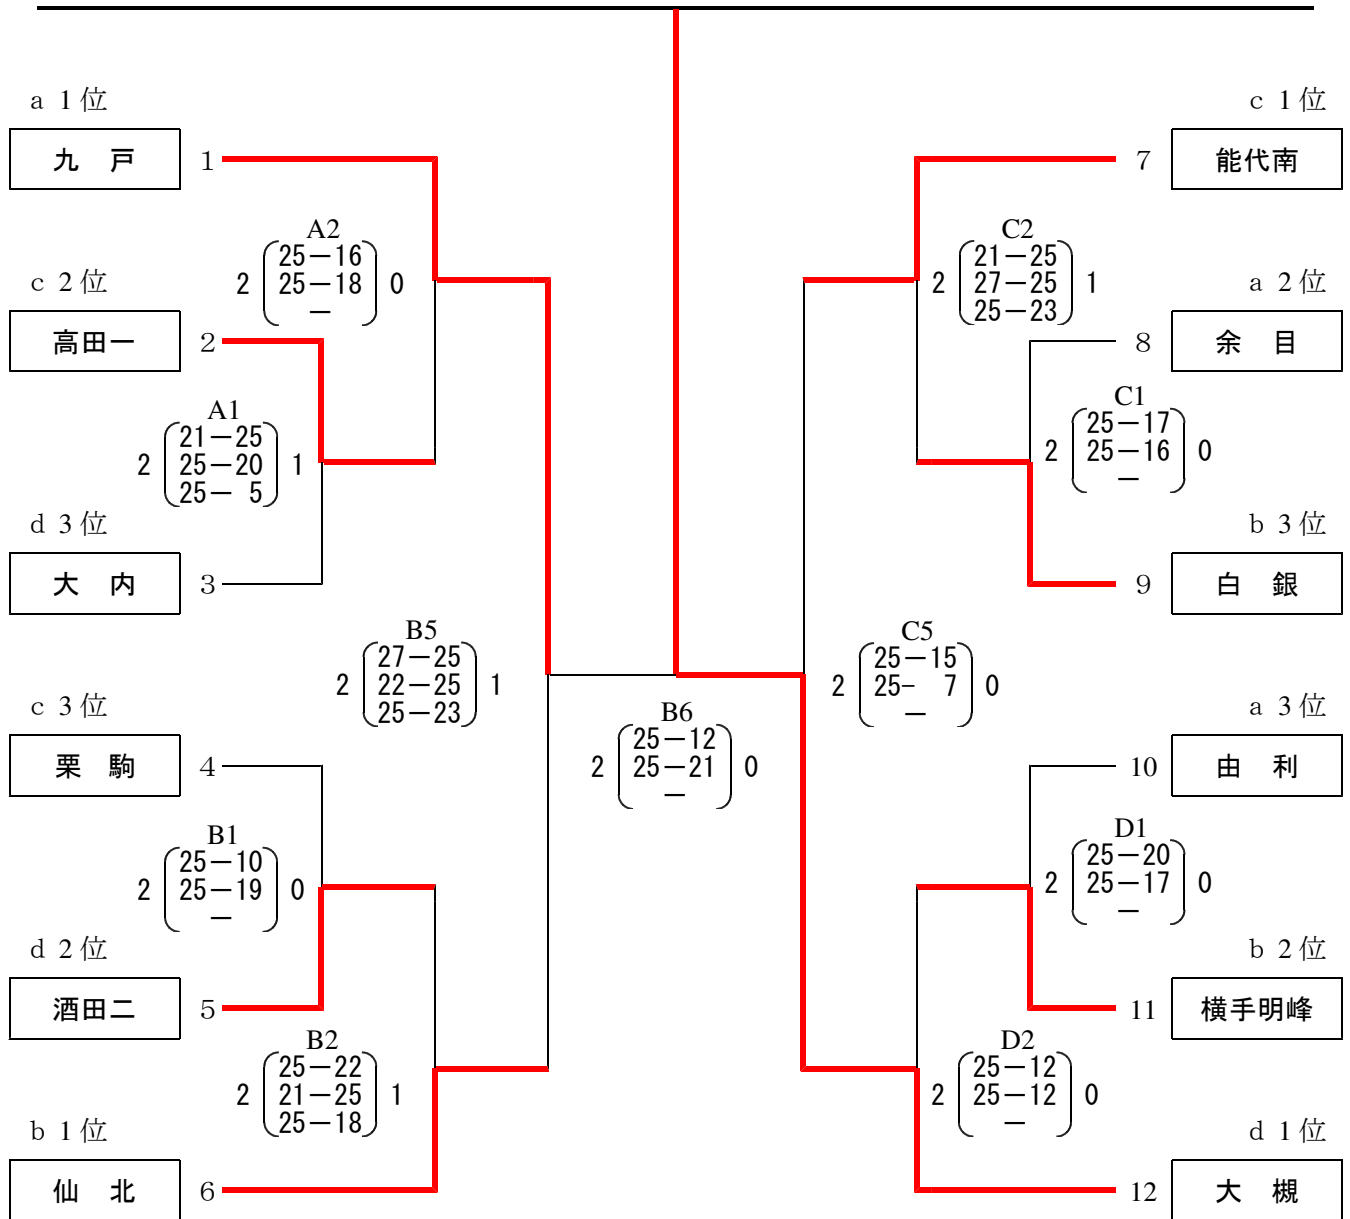 a 1位
九 戸 1
A2
25－16
2 25－18 0
－
c 2位
高田一 2
A1
21－25
2 25－20 1
25－ 5
d 3位
大 内 3
B5
27－25
2 22－25 1
25－23
c 3位
栗 駒 4
B1
25－10
2 25－19 0
－
d 2位
酒田二 5
B2
25－22
2 21－25 1
25－18
b 1位
仙 北 6
B6
25－12
2 25－21 0
－
c 1位
7 能代南
C2
21－25
2 27－25 1
25－23
a 2位
8 余 目
C1
25－17
2 25－16 0
－
b 3位
9 白 銀
C5
25－15
2 25- 7 0
－
a 3位
10 由 利
D1
25－20
2 25－17 0
－
b 2位
11 横手明峰
D2
25－12
2 25－12 0
－
d 1位
12 大 槻